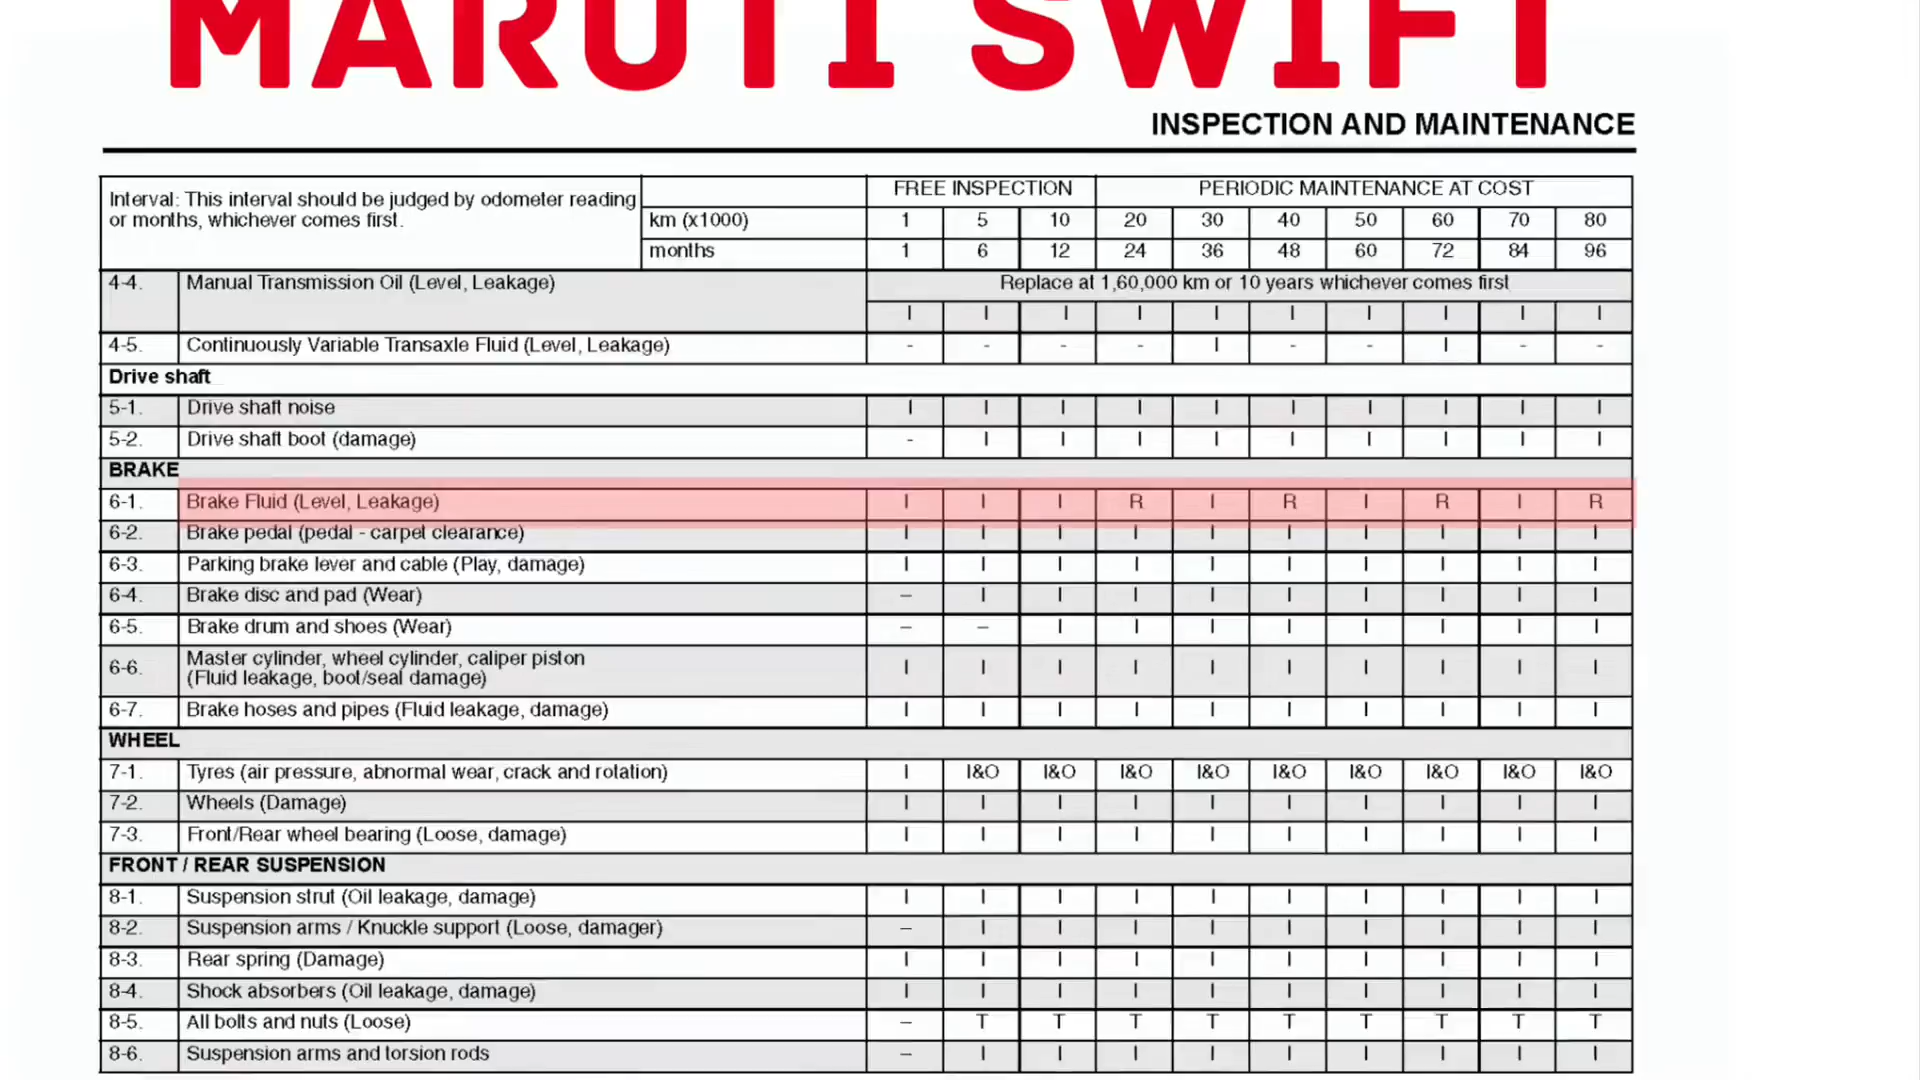 MARUTI SWIFT
INSPECTION AND MAINTENANCE
Interval: This interval should be judged by odometer reading
or months, whichever comes first.
FREE INSPECTION PERIODIC MAINTENANCE AT COST
km (x1000) 1 5 10 20 30 40 50 60 70 80
months 1 6 12 24 36 48 60 72 84 96
4-4. Manual Transmission Oil (Level, Leakage) Replace at 1,60,000 km or 10 years whichever comes first
I I I I I I I I I I
4-5. Continuously Variable Transaxle Fluid (Level, Leakage) - - - - I - - I - -
Drive shaft
5-1. Drive shaft noise I I I I I I I I I I
5-2. Drive shaft boot (damage) - I I I I I I I I I
BRAKE
6-1. Brake Fluid (Level, Leakage) I I I R I R I R I R
6-2. Brake pedal (pedal - carpet clearance) I I I I I I I I I I
6-3. Parking brake lever and cable (Play, damage) I I I I I I I I I I
6-4. Brake disc and pad (Wear) – I I I I I I I I I
6-5. Brake drum and shoes (Wear) – – I I I I I I I I
6-6. Master cylinder, wheel cylinder, caliper piston
(Fluid leakage, boot/seal damage) I I I I I I I I I I
6-7. Brake hoses and pipes (Fluid leakage, damage) I I I I I I I I I I
WHEEL
7-1. Tyres (air pressure, abnormal wear, crack and rotation) I I&O I&O I&O I&O I&O I&O I&O I&O I&O
7-2. Wheels (Damage) I I I I I I I I I I
7-3. Front/Rear wheel bearing (Loose, damage) I I I I I I I I I I
FRONT / REAR SUSPENSION
8-1. Suspension strut (Oil leakage, damage) I I I I I I I I I I
8-2. Suspension arms / Knuckle support (Loose, damager) – I I I I I I I I I
8-3. Rear spring (Damage) I I I I I I I I I I
8-4. Shock absorbers (Oil leakage, damage) I I I I I I I I I I
8-5. All bolts and nuts (Loose) – T T T T T T T T T
8-6. Suspension arms and torsion rods – I I I I I I I I I